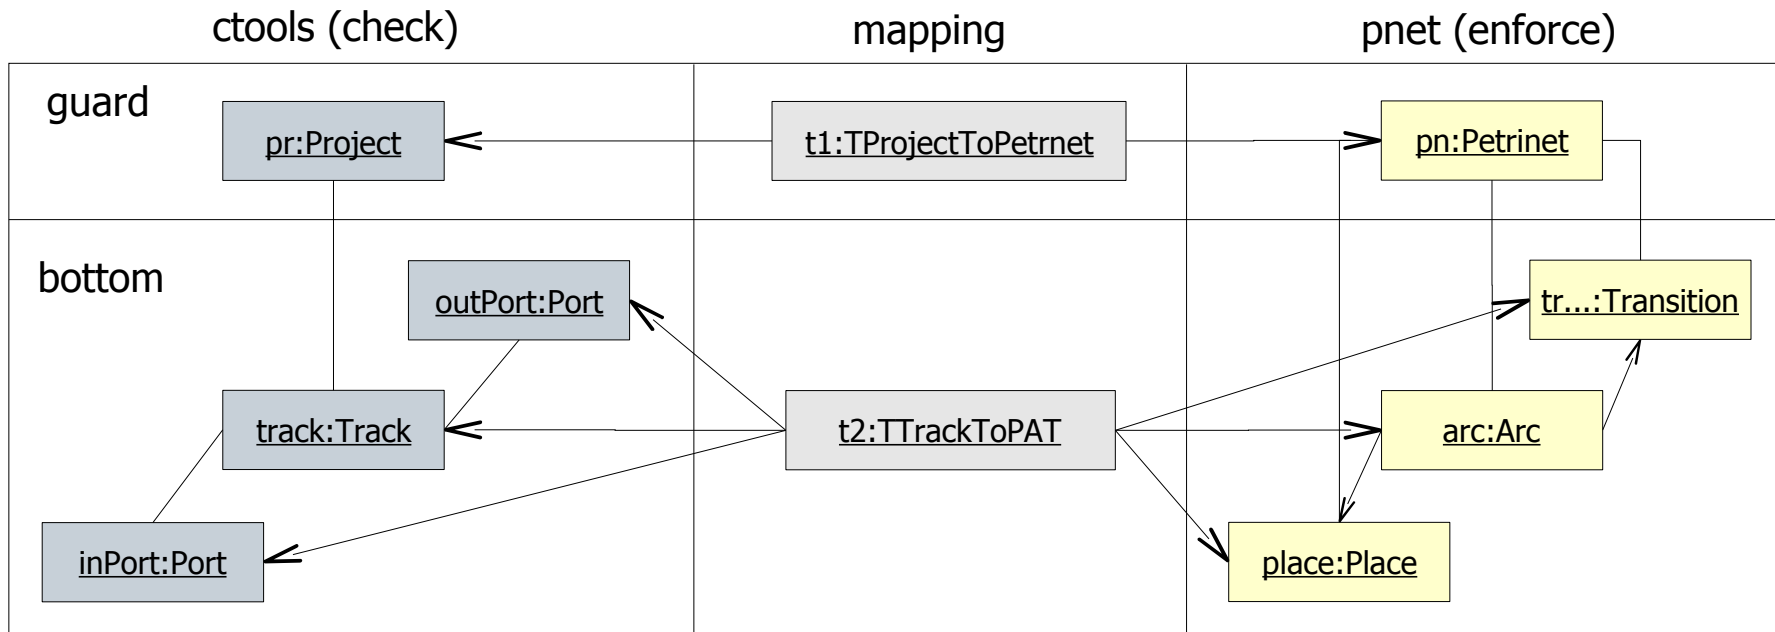 ctools (check)
mapping
pnet (enforce)
guard
pr:Project
t1:TProjectToPetrnet
pn:Petrinet
bottom
outPort:Port
tr...:Transition
track:Track
t2:TTrackToPAT
arc:Arc
inPort:Port
place:Place